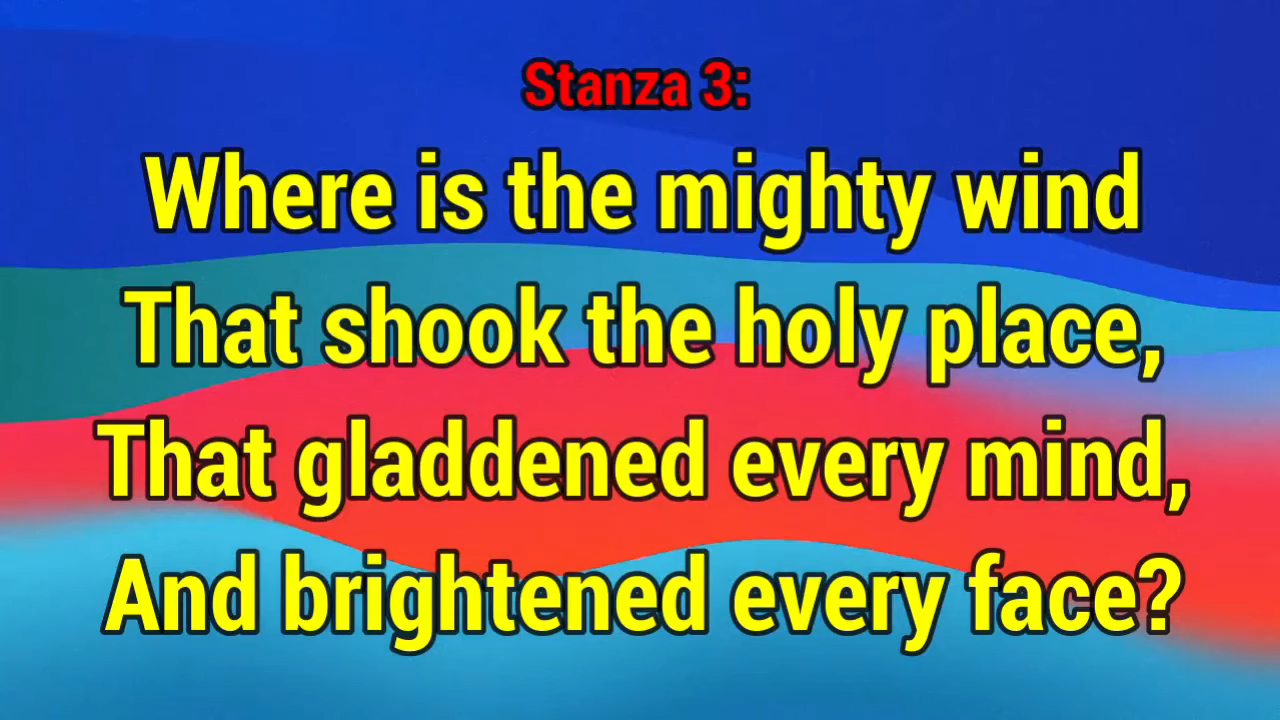 Stanza 3:
Where is the mighty wind
That shook the holy place,
That gladdened every mind,
And brightened every face?